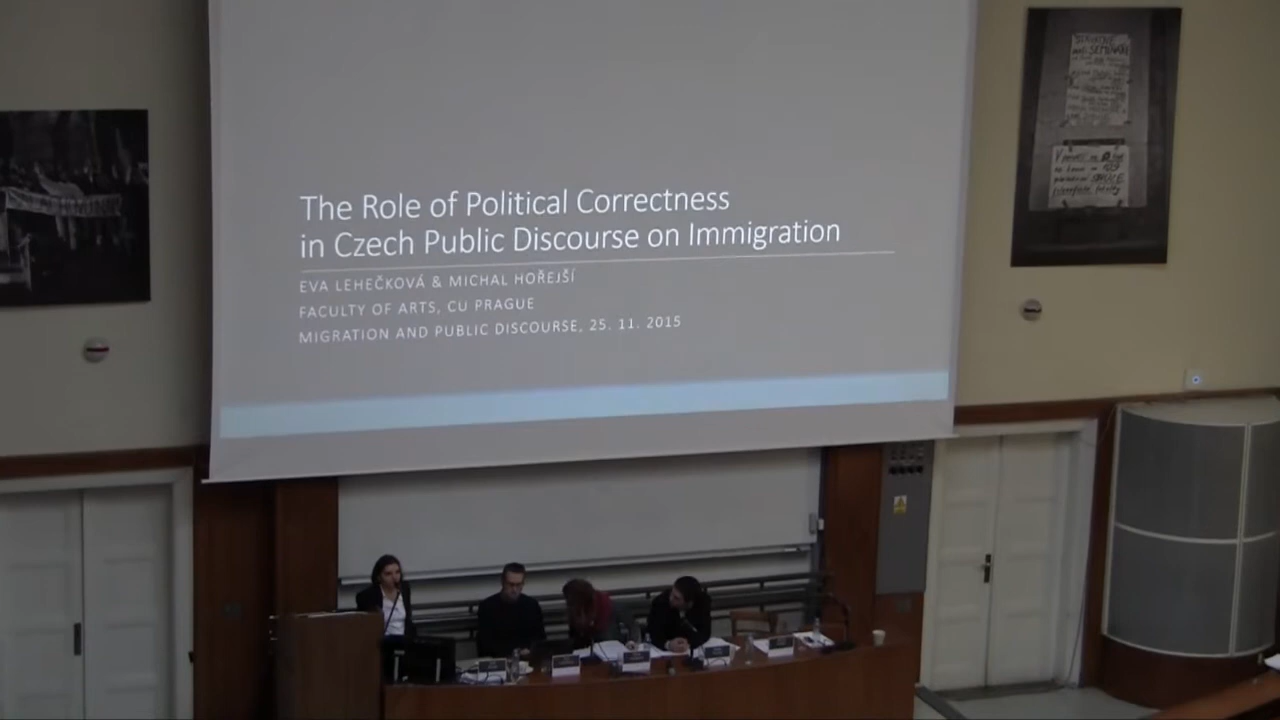 The Role of Political Correctness
in Czech Public Discourse on Immigration
EVA LEHEČKOVÁ & MICHAL HOŘEJŠÍ
FACULTY OF ARTS, CU PRAGUE
MIGRATION AND PUBLIC DISCOURSE, 25. 11. 2015